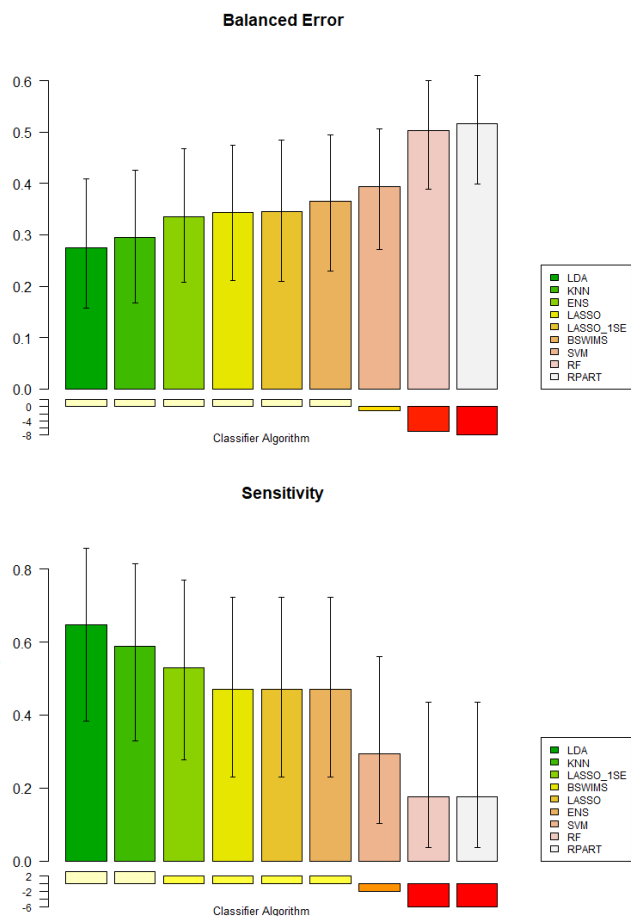 Balanced Error
0.6
0.5
0.4
0.3
0.2
0.1
0.0
LDA
KNN
ENS
LASSO
LASSO_1SE
BSWIMS
SVM
RF
RPART
0
-4
-8
Classifier Algorithm
Sensitivity
0.8
0.6
0.4
0.2
0.0
LDA
KNN
LASSO_1SE
BSWIMS
LASSO
ENS
SVM
RF
RPART
2
-2
-6
Classifier Algorithm